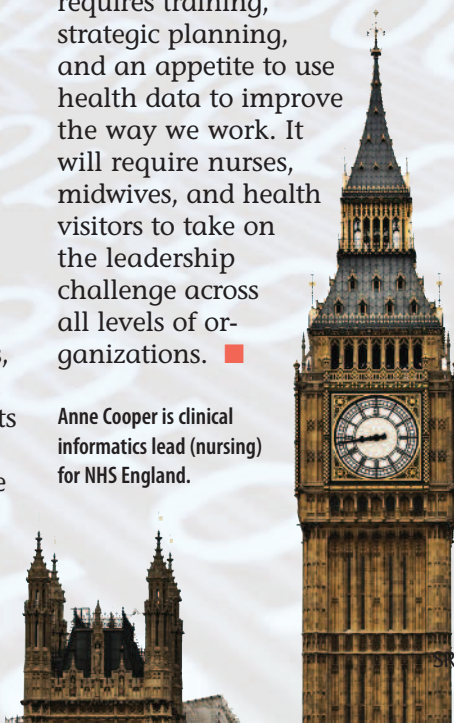 requires training,
strategic planning,
and an appetite to use
health data to improve
the way we work. It
will require nurses,
midwives, and health
visitors to take on
the leadership
challenge across
all levels of or-
ganizations.
Anne Cooper is clinical
informatics lead (nursing)
for NHS England.